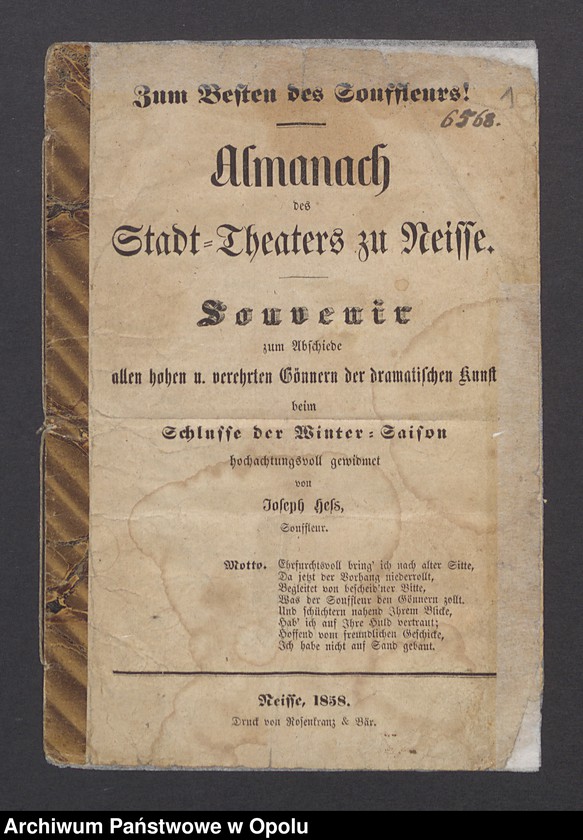 Zum Besten des Souffleurs!
1
6568.
Almanach
des
Stadt-Theaters zu Neisse.
Souvenir
zum Abschiede
allen hohen u. verehrten Gönnern der dramatischen Kunst
beim
Schlusse der Winter-Saison
hochachtungsvoll gewidmet
von
Joseph Hess,
Souffleur.
Motto. Ehrfurchtsvoll bring' ich nach alter Sitte,
Da jetzt der Vorhang niederrollt,
Begleitet von bescheid'ner Bitte,
Was der Souffleur den Gönnern zollt.
Und schüchtern nahend Ihrem Blicke,
Hab' ich auf Ihre Huld vertraut;
Hoffend vom freundlichen Geschicke,
Ich habe nicht auf Sand gebaut.
Neisse, 1858.
Druck von Rosenkranz & Bär.
Archiwum Państwowe w Opolu